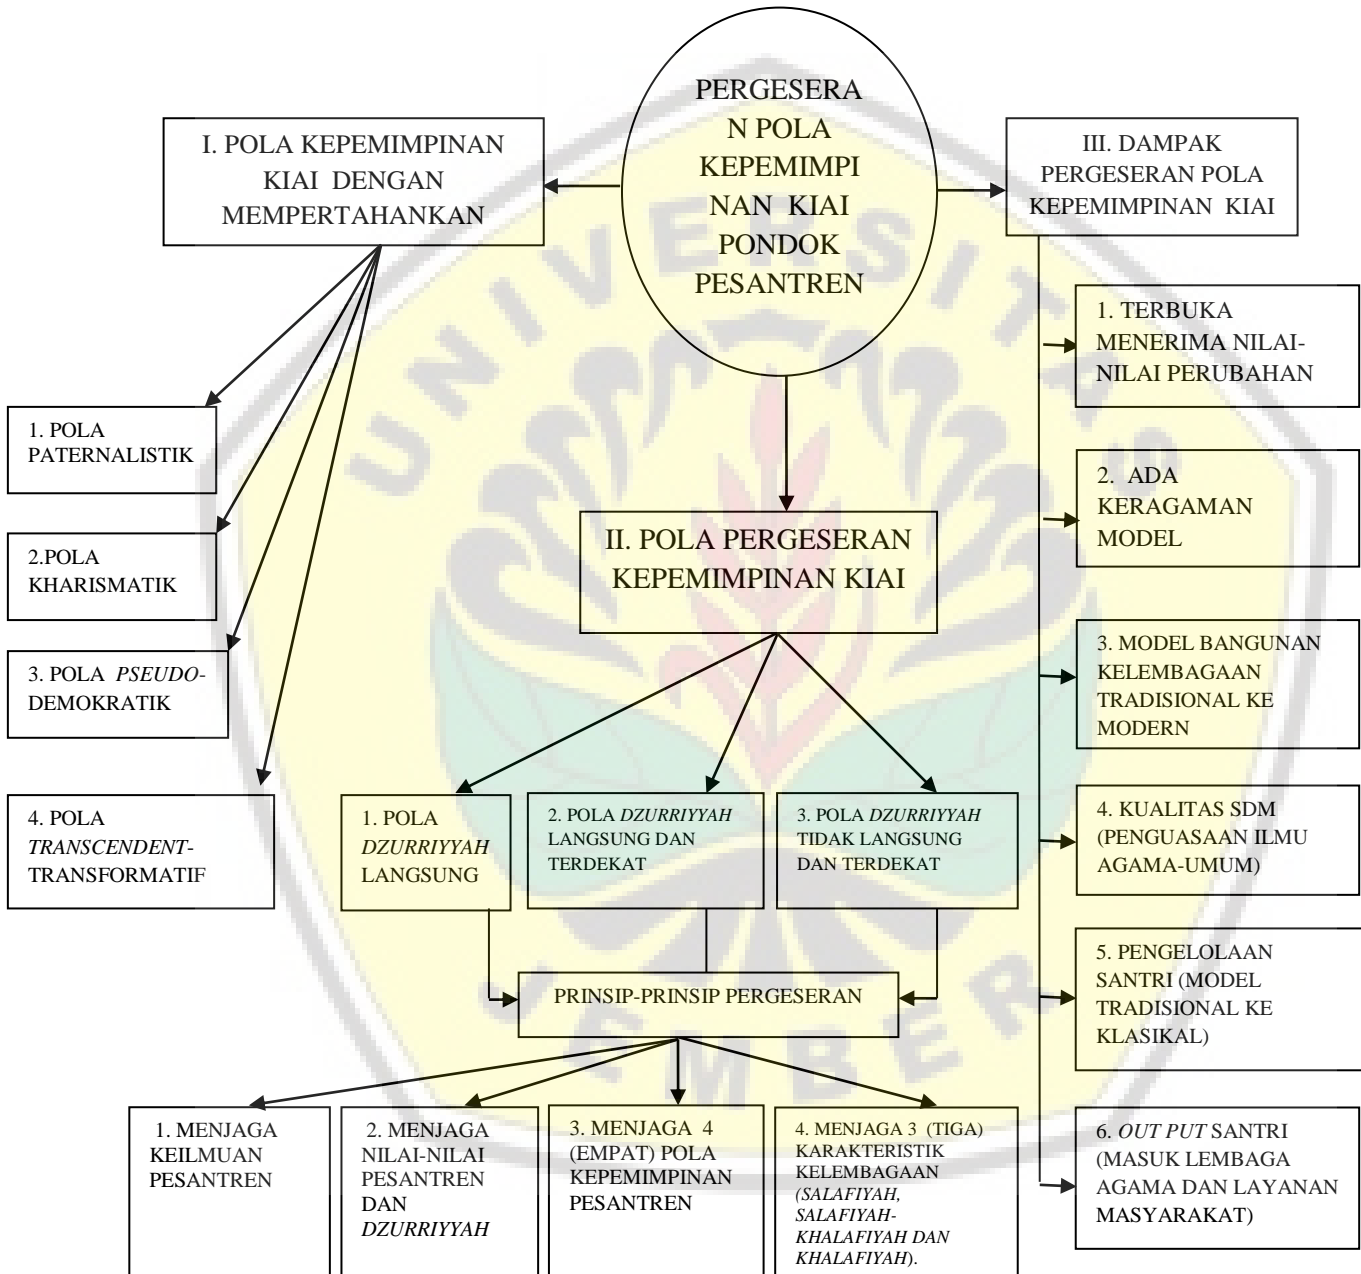 PERGESERA
N POLA
KEPEMIMPI
NAN KIAI
PONDOK
PESANTREN
I. POLA KEPEMIMPINAN
KIAI DENGAN
MEMPERTAHANKAN
III. DAMPAK
PERGESERAN POLA
KEPEMIMPINAN KIAI
1. POLA
PATERNALISTIK
2.POLA
KHARISMATIK
3. POLA PSEUDO-
DEMOKRATIK
4. POLA
TRANSCENDENT-
TRANSFORMATIF
II. POLA PERGESERAN
KEPEMIMPINAN KIAI
1. POLA
DZURRIYYAH
LANGSUNG
2. POLA DZURRIYYAH
LANGSUNG DAN
TERDEKAT
3. POLA DZURRIYYAH
TIDAK LANGSUNG
DAN TERDEKAT
PRINSIP-PRINSIP PERGESERAN
1. MENJAGA
KEILMUAN
PESANTREN
2. MENJAGA
NILAI-NILAI
PESANTREN
DAN
DZURRIYYAH
3. MENJAGA 4
(EMPAT) POLA
KEPEMIMPINAN
PESANTREN
4. MENJAGA 3 (TIGA)
KARAKTERISTIK
KELEMBAGAAN
(SALAFIYAH,
SALAFIYAH-
KHALAFIYAH DAN
KHALAFIYAH).
1. TERBUKA
MENERIMA NILAI-
NILAI PERUBAHAN
2. ADA
KERAGAMAN
MODEL
3. MODEL BANGUNAN
KELEMBAGAAN
TRADISIONAL KE
MODERN
4. KUALITAS SDM
(PENGUASAAN ILMU
AGAMA-UMUM)
5. PENGELOLAAN
SANTRI (MODEL
TRADISIONAL KE
KLASIKAL)
6. OUT PUT SANTRI
(MASUK LEMBAGA
AGAMA DAN LAYANAN
MASYARAKAT)
UNIVERSITAS
JEMBER